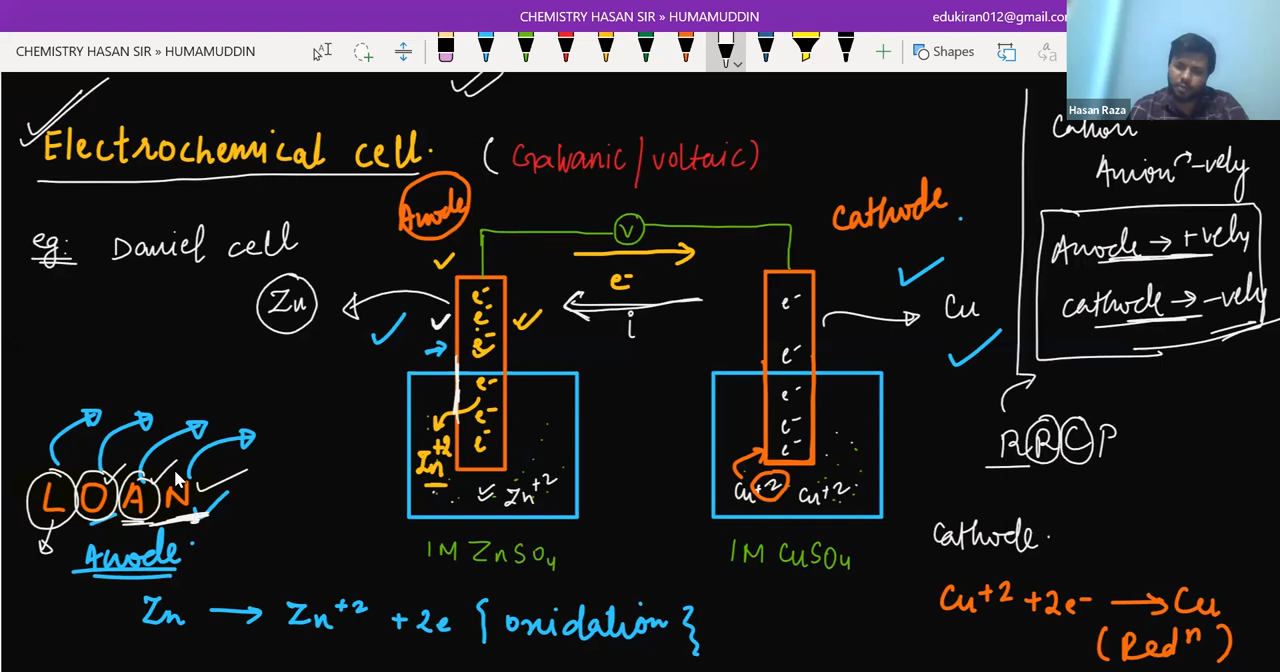 CHEMISTRY HASAN SIR » HUMAMUDDIN
edukiran012@gmail.com
CHEMISTRY HASAN SIR » HUMAMUDDIN
Shapes
Hasan Raza
Electrochemical cell.
(Galvanic/voltaic)
Cation
Anion -vely
Anode → +vely
cathode → -vely
RRCP
Anode
Cathode.
eg: Daniel cell
V
e-
i
Zn
Cu
e-
e-
e-
e-
e-
e-
e-
e-
e-
e-
e-
Zn+2
Zn+2
Cu+2
Cu+2
LOAN
Anode.
1M ZnSO4
1M CuSO4
Cathode.
Zn → Zn+2 + 2e {oxidation}
Cu+2 + 2e- → Cu
(Redn)